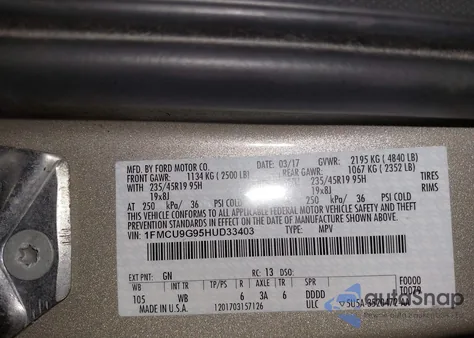 MFD. BY FORD MOTOR CO. DATE: 03/17 GVWR: 2195 KG ( 4840 LB)
FRONT GAWR: 1134 KG ( 2500 LB) REAR GAWR: 1067 KG ( 2352 LB)
WITH 235/45R19 95H WITH 235/45R19 95H TIRES
19x8J 19x8J RIMS
AT 250 kPa/ 36 PSI COLD AT 250 kPa/ 36 PSI COLD
THIS VEHICLE CONFORMS TO ALL APPLICABLE FEDERAL MOTOR VEHICLE SAFETY AND THEFT
PREVENTION STANDARDS IN EFFECT ON THE DATE OF MANUFACTURE SHOWN ABOVE.
VIN: 1FMCU9G95HUD33403 TYPE: MPV
EXT PNT: GN RC: 13 DSO:
WB TP/PS R AXLE TR SPR F0000
105 WB 6 3A 6 DDDD T0079
MADE IN U.S.A. 1201703157126 ULC
autoSnap